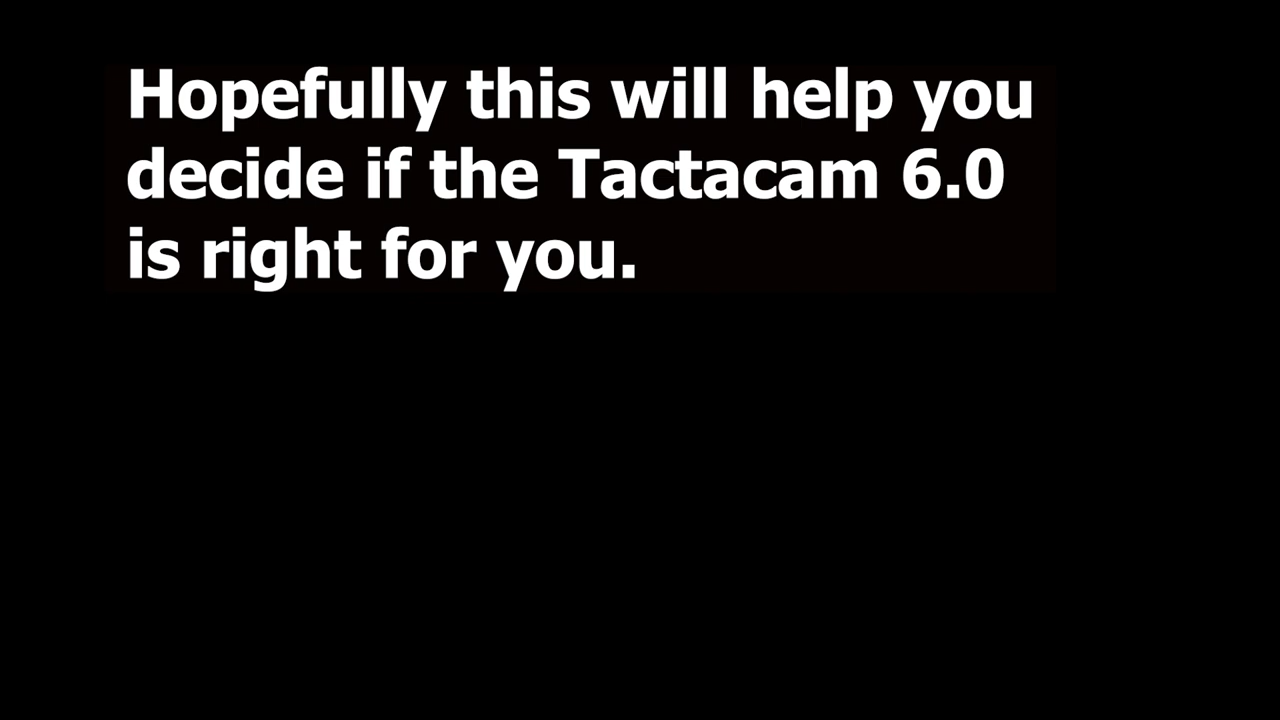 Hopefully this will help you
decide if the Tactacam 6.0
is right for you.